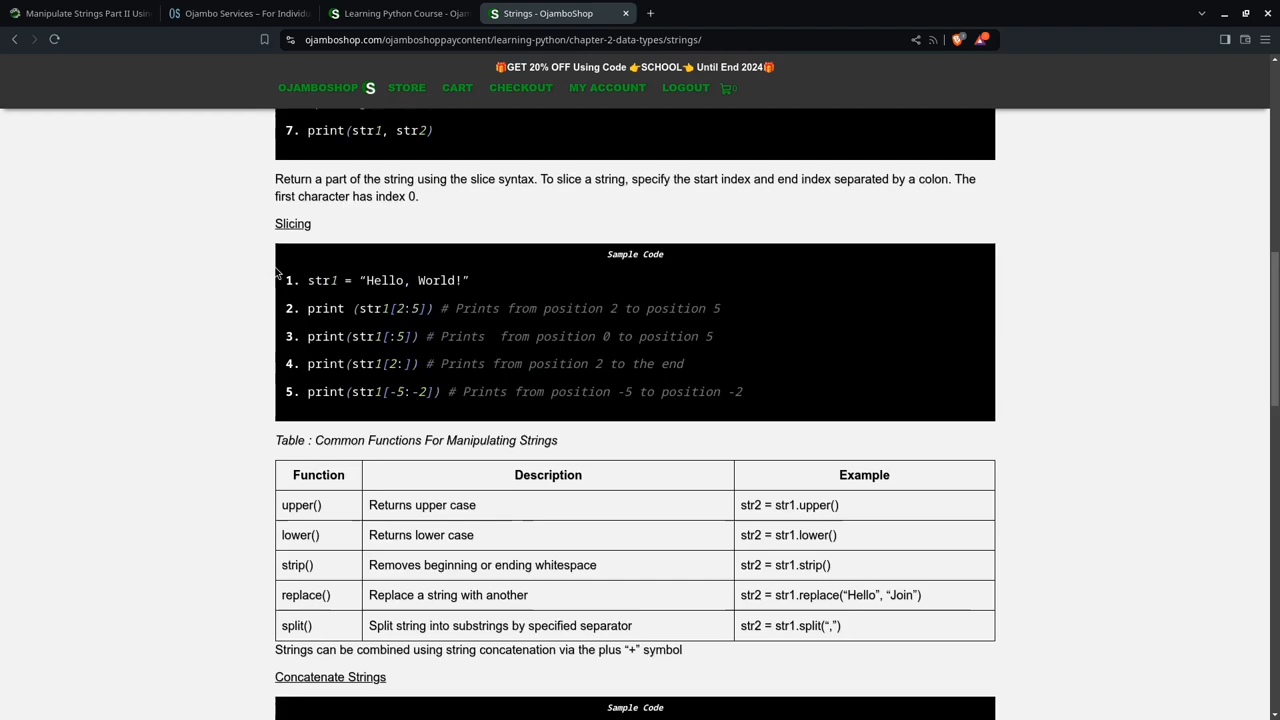 Manipulate Strings Part II Usin
Ojambo Services – For Individu
Learning Python Course - Ojam
Strings - OjamboShop
ojamboshop.com/ojamboshoppaycontent/learning-python/chapter-2-data-types/strings/
🎁GET 20% OFF Using Code 👉SCHOOL👈 Until End 2024🎁
OJAMBOSHOP S STORE CART CHECKOUT MY ACCOUNT LOGOUT 0
7. print(str1, str2)
Return a part of the string using the slice syntax. To slice a string, specify the start index and end index separated by a colon. The
first character has index 0.
Slicing
Sample Code
1. str1 = “Hello, World!”
2. print (str1[2:5]) # Prints from position 2 to position 5
3. print(str1[:5]) # Prints  from position 0 to position 5
4. print(str1[2:]) # Prints from position 2 to the end
5. print(str1[-5:-2]) # Prints from position -5 to position -2
Table : Common Functions For Manipulating Strings
Function Description Example
upper() Returns upper case str2 = str1.upper()
lower() Returns lower case str2 = str1.lower()
strip() Removes beginning or ending whitespace str2 = str1.strip()
replace() Replace a string with another str2 = str1.replace(“Hello”, “Join”)
split() Split string into substrings by specified separator str2 = str1.split(“,”)
Strings can be combined using string concatenation via the plus “+” symbol
Concatenate Strings
Sample Code